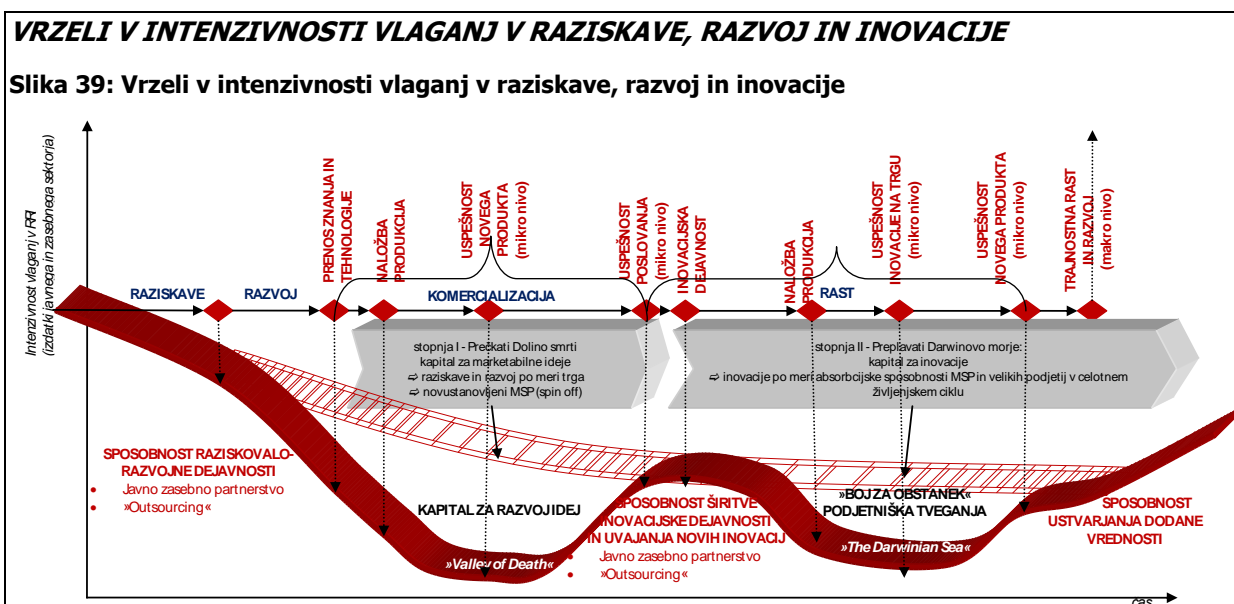 VRZELI V INTENZIVNOSTI VLAGANJ V RAZISKAVE, RAZVOJ IN INOVACIJE
Slika 39: Vrzeli v intenzivnosti vlaganj v raziskave, razvoj in inovacije
Intenzivnost vlaganj v RRI
(izdatki javnega in zasebnega sektorja)
PRENOS ZNANJA IN
TEHNOLOGIJE
NALOŽBA
PRODUKCIJA
USPEŠNOST
NOVEGA
PRODUKTA
(mikro nivo)
USPEŠNOST
POSLOVANJA
(mikro nivo)
INOVACIJSKA
DEJAVNOST
NALOŽBA
PRODUKCIJA
USPEŠNOST
INOVACIJE NA TRGU
(mikro nivo)
USPEŠNOST
NOVEGA PRODUKTA
(mikro nivo)
TRAJNOSTNA RAST
IN RAZVOJ
(makro nivo)
RAZISKAVE
RAZVOJ
KOMERCIALIZACIJA
RAST
stopnja I - Prečkati Dolino smrti
kapital za marketabilne ideje
⇨ raziskave in razvoj po meri trga
⇨ novustanovljeni MSP (spin off)
stopnja II - Preplavati Darwinovo morje:
kapital za inovacije
⇨ inovacije po meri absorbcijske sposobnosti MSP in velikih podjetij v celotnem
življenjskem ciklu
SPOSOBNOST RAZISKOVALO-
RAZVOJNE DEJAVNOSTI
• Javno zasebno partnerstvo
• »Outsourcing«
KAPITAL ZA RAZVOJ IDEJ
»Valley of Death«
SPOSOBNOST ŠIRITVE
INOVACIJSKE DEJAVNOSTI
IN UVAJANJA NOVIH INOVACIJ
• Javno zasebno partnerstvo
• »Outsourcing«
»BOJ ZA OBSTANEK«
PODJETNIŠKA TVEGANJA
»The Darwinian Sea«
SPOSOBNOST
USTVARJANJA DODANE
VREDNOSTI
čas